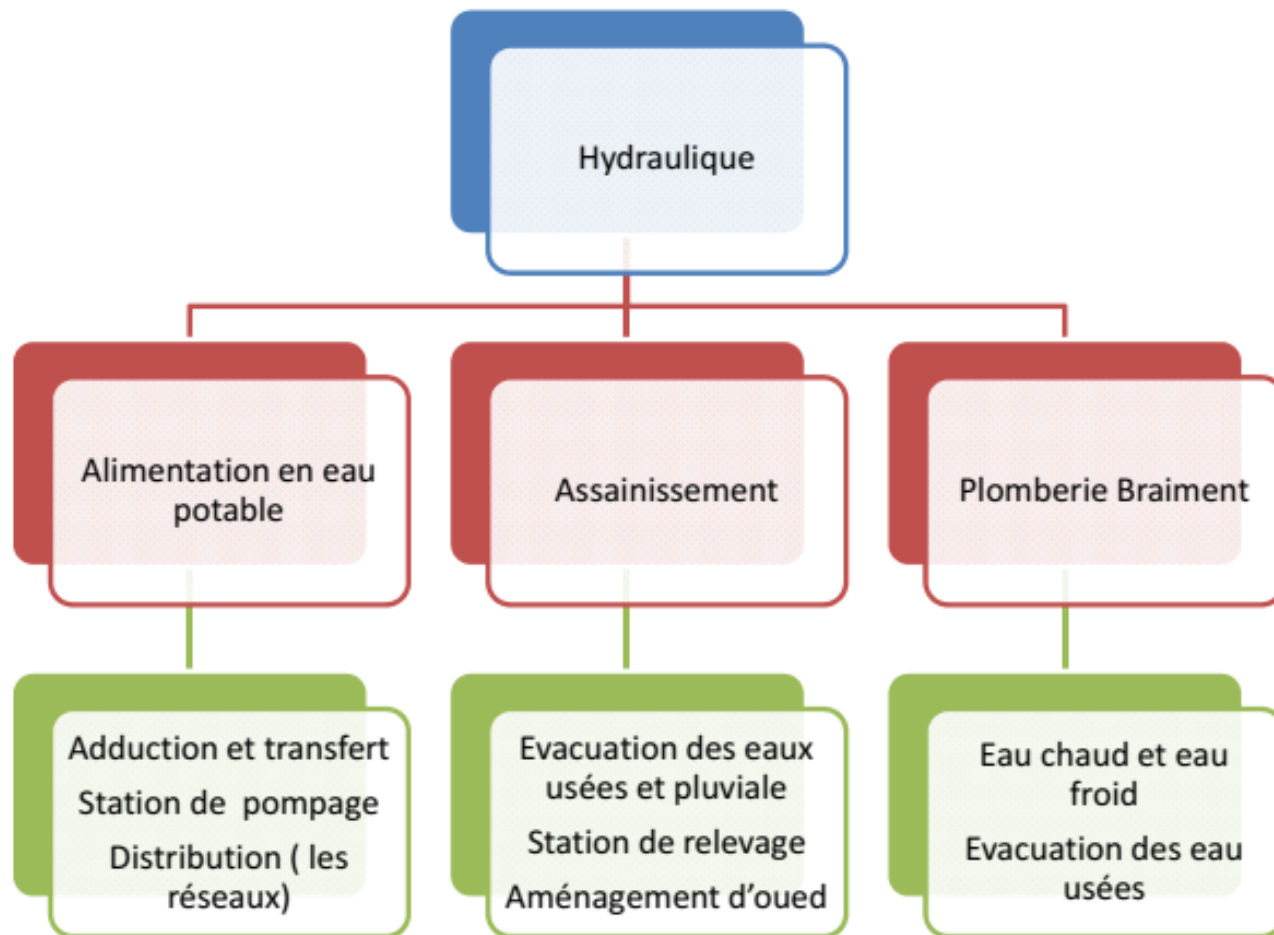 Hydraulique
Alimentation en eau
potable
Assainissement
Plomberie Braiment
Adduction et transfert
Station de pompage
Distribution ( les
réseaux)
Evacuation des eaux
usées et pluviale
Station de relevage
Aménagement d'oued
Eau chaud et eau
froid
Evacuation des eau
usées